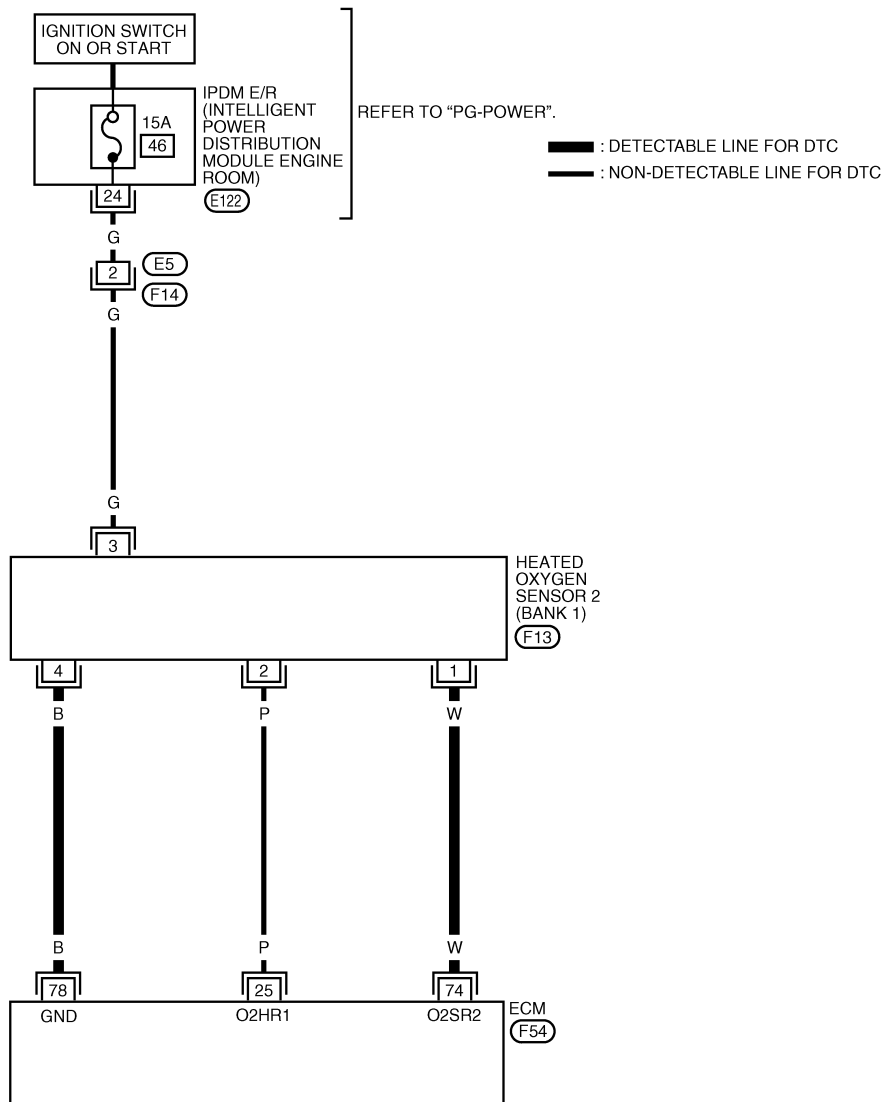 IGNITION SWITCH
ON OR START
IPDM E/R
(INTELLIGENT
POWER
DISTRIBUTION
MODULE ENGINE
ROOM)
E122
15A
46
REFER TO “PG-POWER”.
: DETECTABLE LINE FOR DTC
: NON-DETECTABLE LINE FOR DTC
24
G
2
E5
F14
G
G
3
HEATED
OXYGEN
SENSOR 2
(BANK 1)
F13
4
2
1
B
P
W
B
P
W
78
25
74
GND
O2HR1
O2SR2
ECM
F54